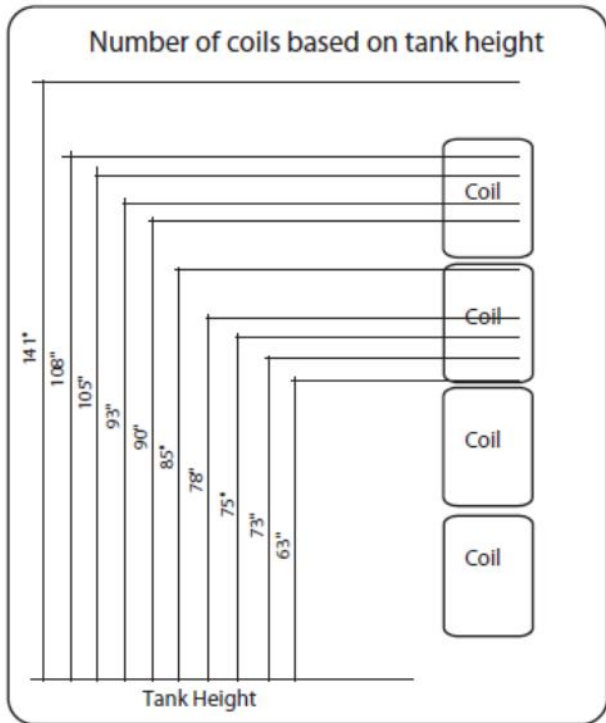 Number of coils based on tank height
Coil
Coil
Coil
Coil
141"
108"
105"
93"
90"
85"
78"
75"
73"
63"
Tank Height